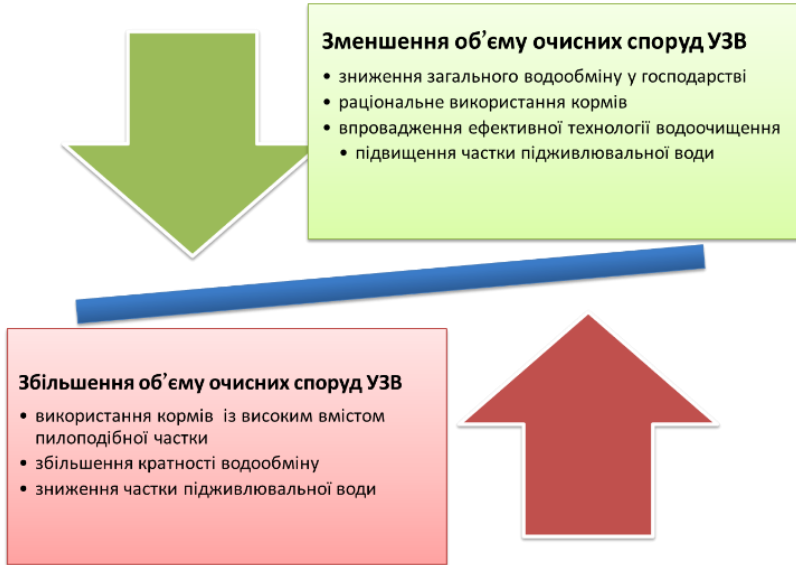 Зменшення об’єму очисних споруд УЗВ
• зниження загального водообміну у господарстві
• раціональне використання кормів
• впровадження ефективної технології водоочищення
• підвищення частки підживлювальної води
Збільшення об’єму очисних споруд УЗВ
• використання кормів із високим вмістом
пилоподібної частки
• збільшення кратності водообміну
• зниження частки підживлювальної води